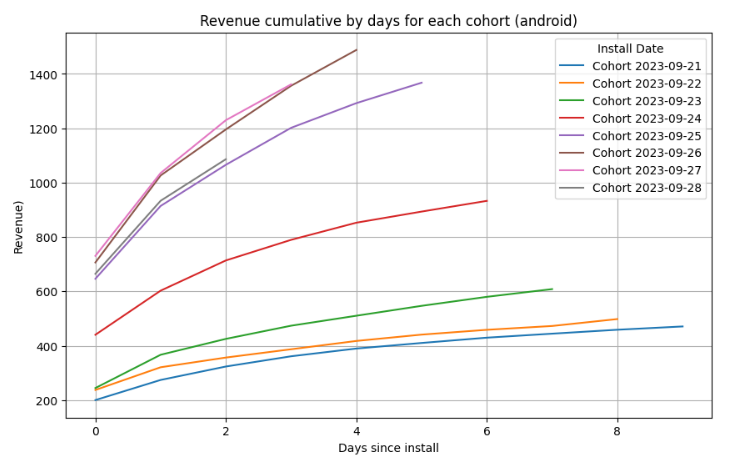 Revenue cumulative by days for each cohort (android)
Install Date
Cohort 2023-09-21
Cohort 2023-09-22
Cohort 2023-09-23
Cohort 2023-09-24
Cohort 2023-09-25
Cohort 2023-09-26
Cohort 2023-09-27
Cohort 2023-09-28
Revenue)
1400
1200
1000
800
600
400
200
0 2 4 6 8
Days since install